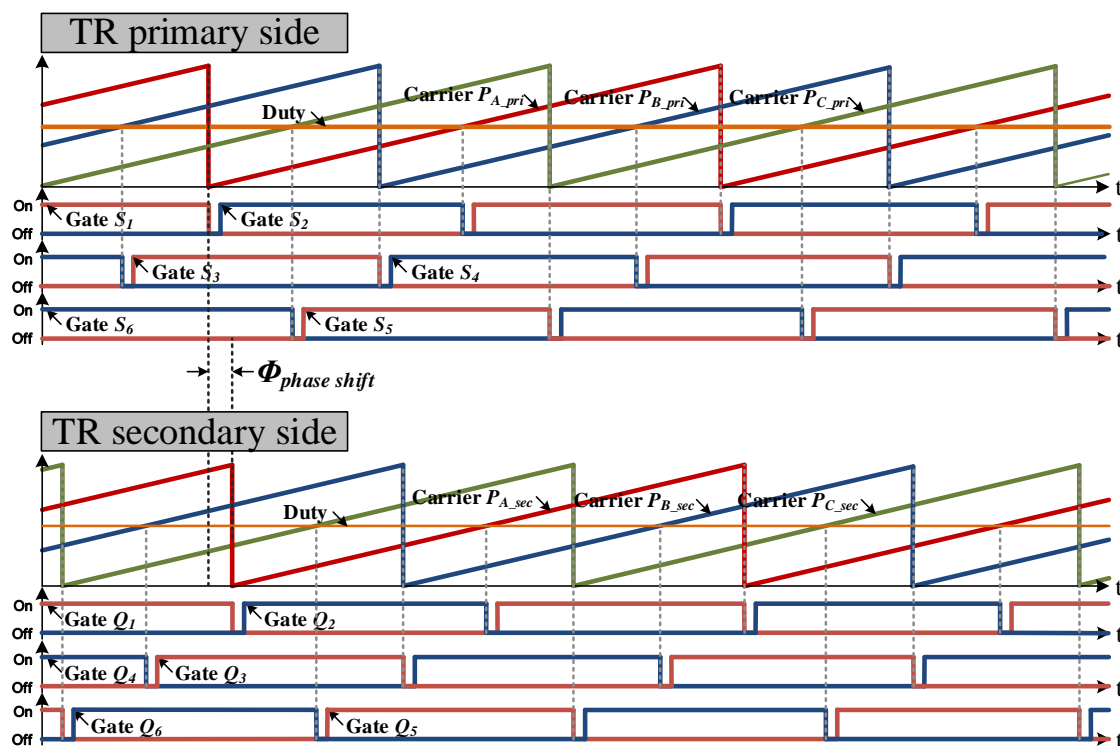 TR primary side
Carrier P_A_pri
Carrier P_B_pri
Carrier P_C_pri
Duty
t
On
Gate S1
Gate S2
Off
t
On
Gate S3
Gate S4
Off
t
On
Gate S6
Gate S5
Off
t
Φphase shift
TR secondary side
Carrier P_A_sec
Carrier P_B_sec
Carrier P_C_sec
Duty
t
On
Gate Q1
Gate Q2
Off
t
On
Gate Q4
Gate Q3
Off
t
On
Gate Q6
Gate Q5
Off
t